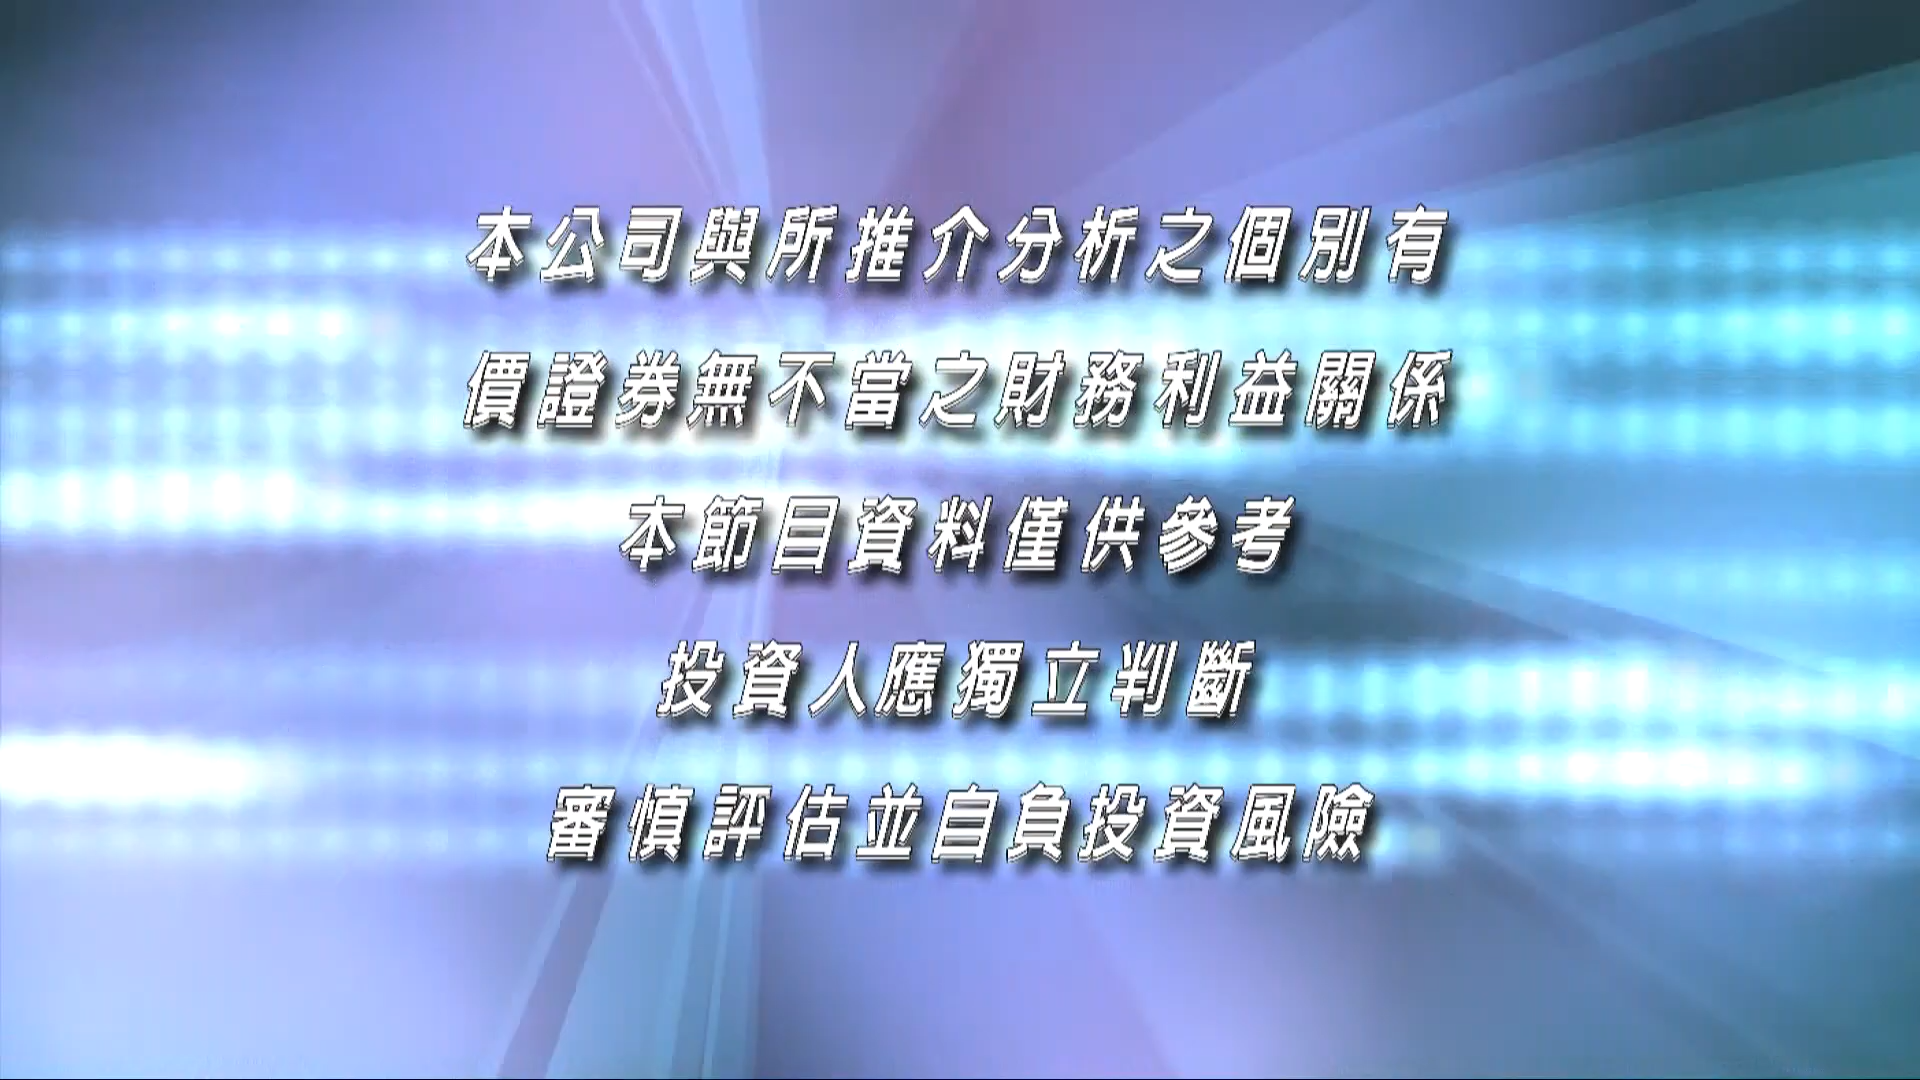 本公司與所推介分析之個別有
價證券無不當之財務利益關係
本節目資料僅供參考
投資人應獨立判斷
審慎評估並自負投資風險